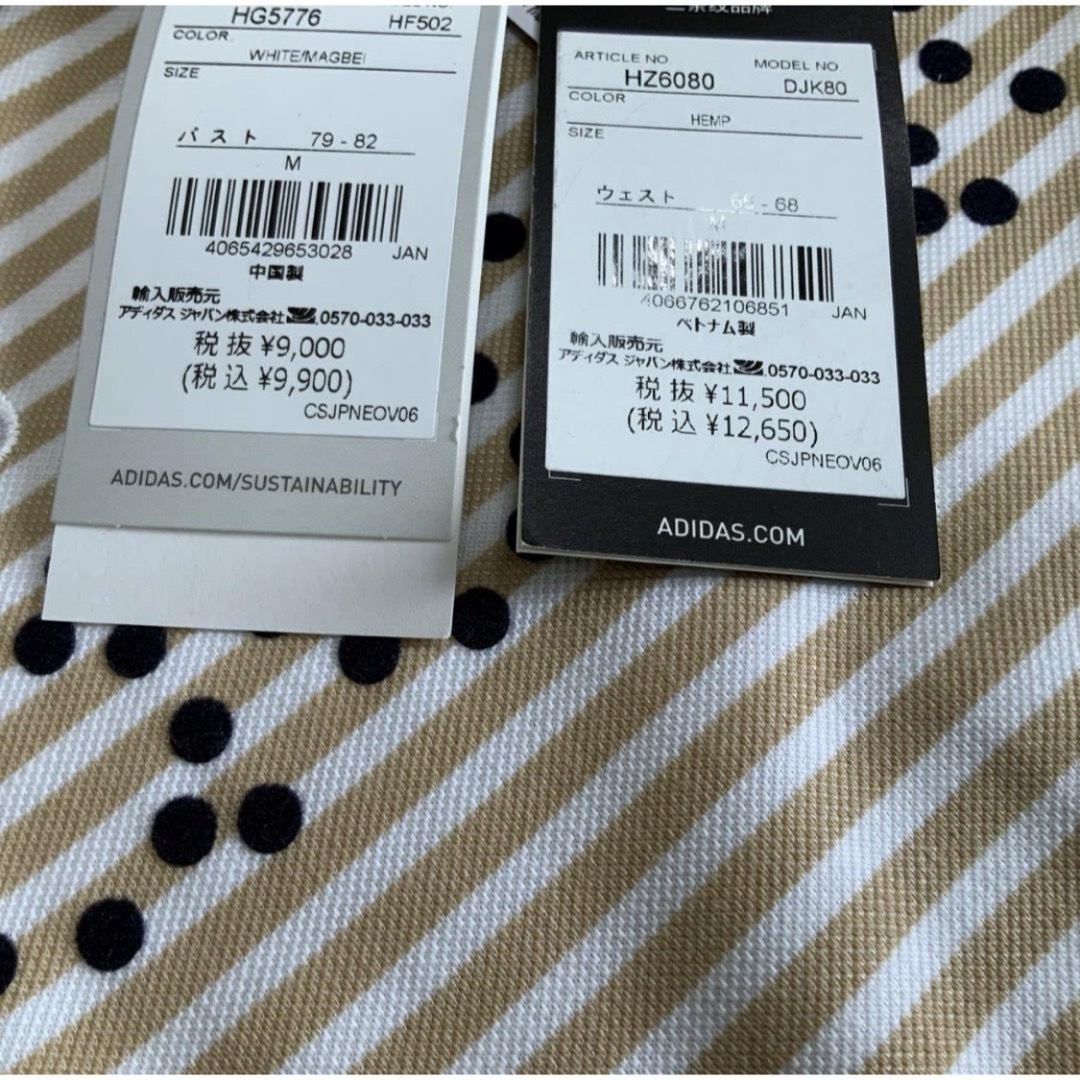 HG5776 HF502
COLOR
WHITE/MAGBEI
SIZE
バスト 79 - 82
M
4065429653028 JAN
中国製
輸入販売元
アディダス ジャパン株式会社 0570-033-033
税抜 ¥9,000
(税込 ¥9,900)
CSJPNEOV06
ADIDAS.COM/SUSTAINABILITY
三条纹品牌
ARTICLE NO. MODEL NO.
HZ6080 DJK80
COLOR
HEMP
SIZE
ウェスト 65 - 68
M
4066762106851 JAN
ベトナム製
輸入販売元
アディダス ジャパン株式会社 0570-033-033
税抜 ¥11,500
(税込 ¥12,650)
CSJPNEOV06
ADIDAS.COM